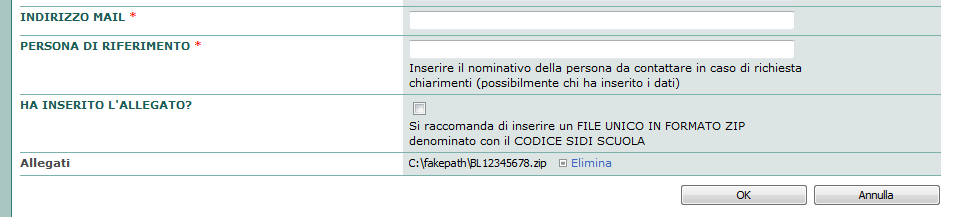 INDIRIZZO MAIL *
PERSONA DI RIFERIMENTO *
Inserire il nominativo della persona da contattare in caso di richiesta
chiarimenti (possibilmente chi ha inserito i dati)
HA INSERITO L'ALLEGATO?
Si raccomanda di inserire un FILE UNICO IN FORMATO ZIP
denominato con il CODICE SIDI SCUOLA
Allegati C:\fakepath\BL12345678.zip Elimina
OK Annulla